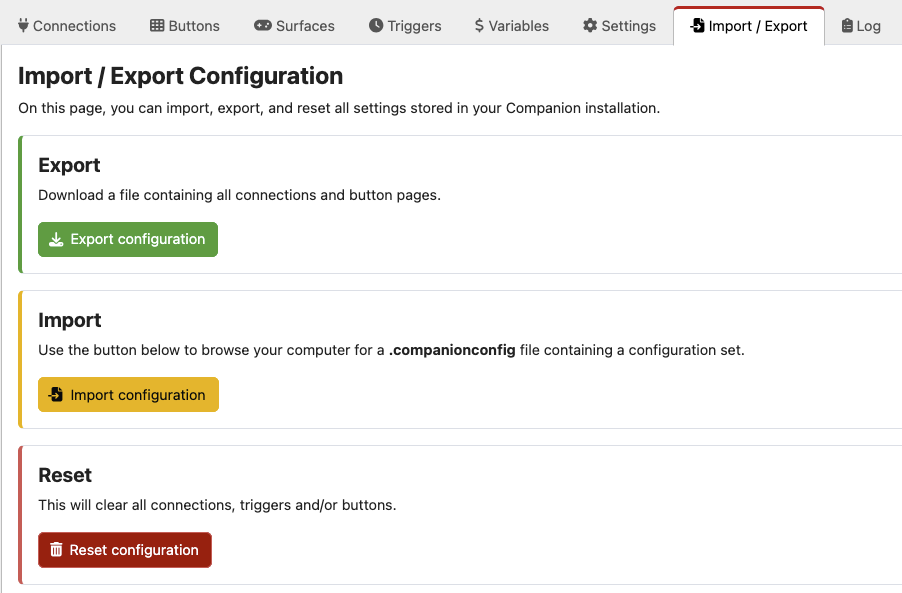 Connections Buttons Surfaces Triggers Variables Settings Import / Export Log
Import / Export Configuration
On this page, you can import, export, and reset all settings stored in your Companion installation.
Export
Download a file containing all connections and button pages.
Export configuration
Import
Use the button below to browse your computer for a .companionconfig file containing a configuration set.
Import configuration
Reset
This will clear all connections, triggers and/or buttons.
Reset configuration